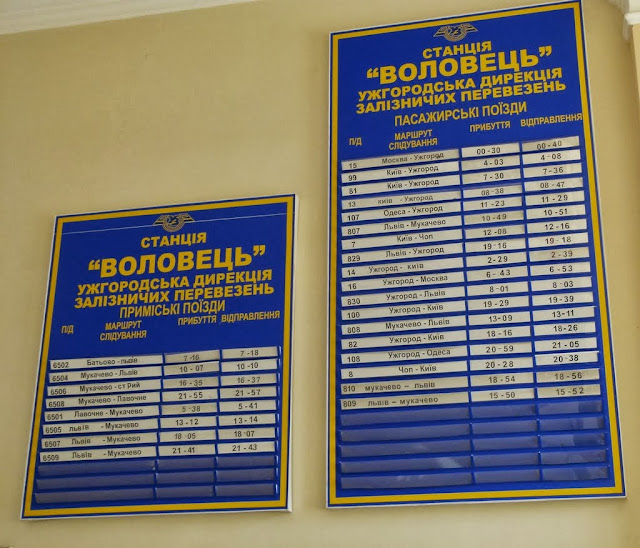 СТАНЦІЯ
“ВОЛОВЕЦЬ”
УЖГОРОДСЬКА ДИРЕКЦІЯ
ЗАЛІЗНИЧИХ ПЕРЕВЕЗЕНЬ
ПРИМІСЬКІ ПОЇЗДИ
П/Д МАРШРУТ СЛІДУВАННЯ ПРИБУТТЯ ВІДПРАВЛЕННЯ
6502 Батьово-львів 7-16 7-18
6504 Мукачево-Львів 10-07 10-10
6506 Мукачево-стРий 16-35 16-37
6508 Мукачево-Лавочне 21-55 21-57
6501 Лавочне-Мукачево 5-38 5-41
6505 львів -Мукачево 13-12 13-14
6507 Львів -Мукачево 18-05 18-07
6509 Львів -Мукачево 21-41 21-43
СТАНЦІЯ
“ВОЛОВЕЦЬ”
УЖГОРОДСЬКА ДИРЕКЦІЯ
ЗАЛІЗНИЧИХ ПЕРЕВЕЗЕНЬ
ПАСАЖИРСЬКІ ПОЇЗДИ
П/Д МАРШРУТ СЛІДУВАННЯ ПРИБУТТЯ ВІДПРАВЛЕННЯ
15 Москва-Ужгород 00-30 00-40
99 Київ-Ужгород 4-03 4-08
81 Київ-Ужгород 7-30 7-36
13 київ -Ужгород 08-38 08-47
107 Одеса-Ужгород 11-23 11-29
807 Львів-Мукачево 10-49 10-51
7 Київ-Чоп 12-08 12-16
829 Львів-Ужгород 19-16 19-18
14 Ужгород- київ 2-29 2-39
16 Ужгород-Москва 6-43 6-53
830 Ужгород-Львів 8-01 8-03
100 Ужгород-Київ 19-29 19-39
808 Мукачево-Львів 13-09 13-11
82 Ужгород-Київ 18-16 18-26
108 Ужгород-Одеса 20-59 21-05
8 Чоп-Київ 20-28 20-38
810 мукачево – львів 18-54 18-56
809 львів – мукачево 15-50 15-52